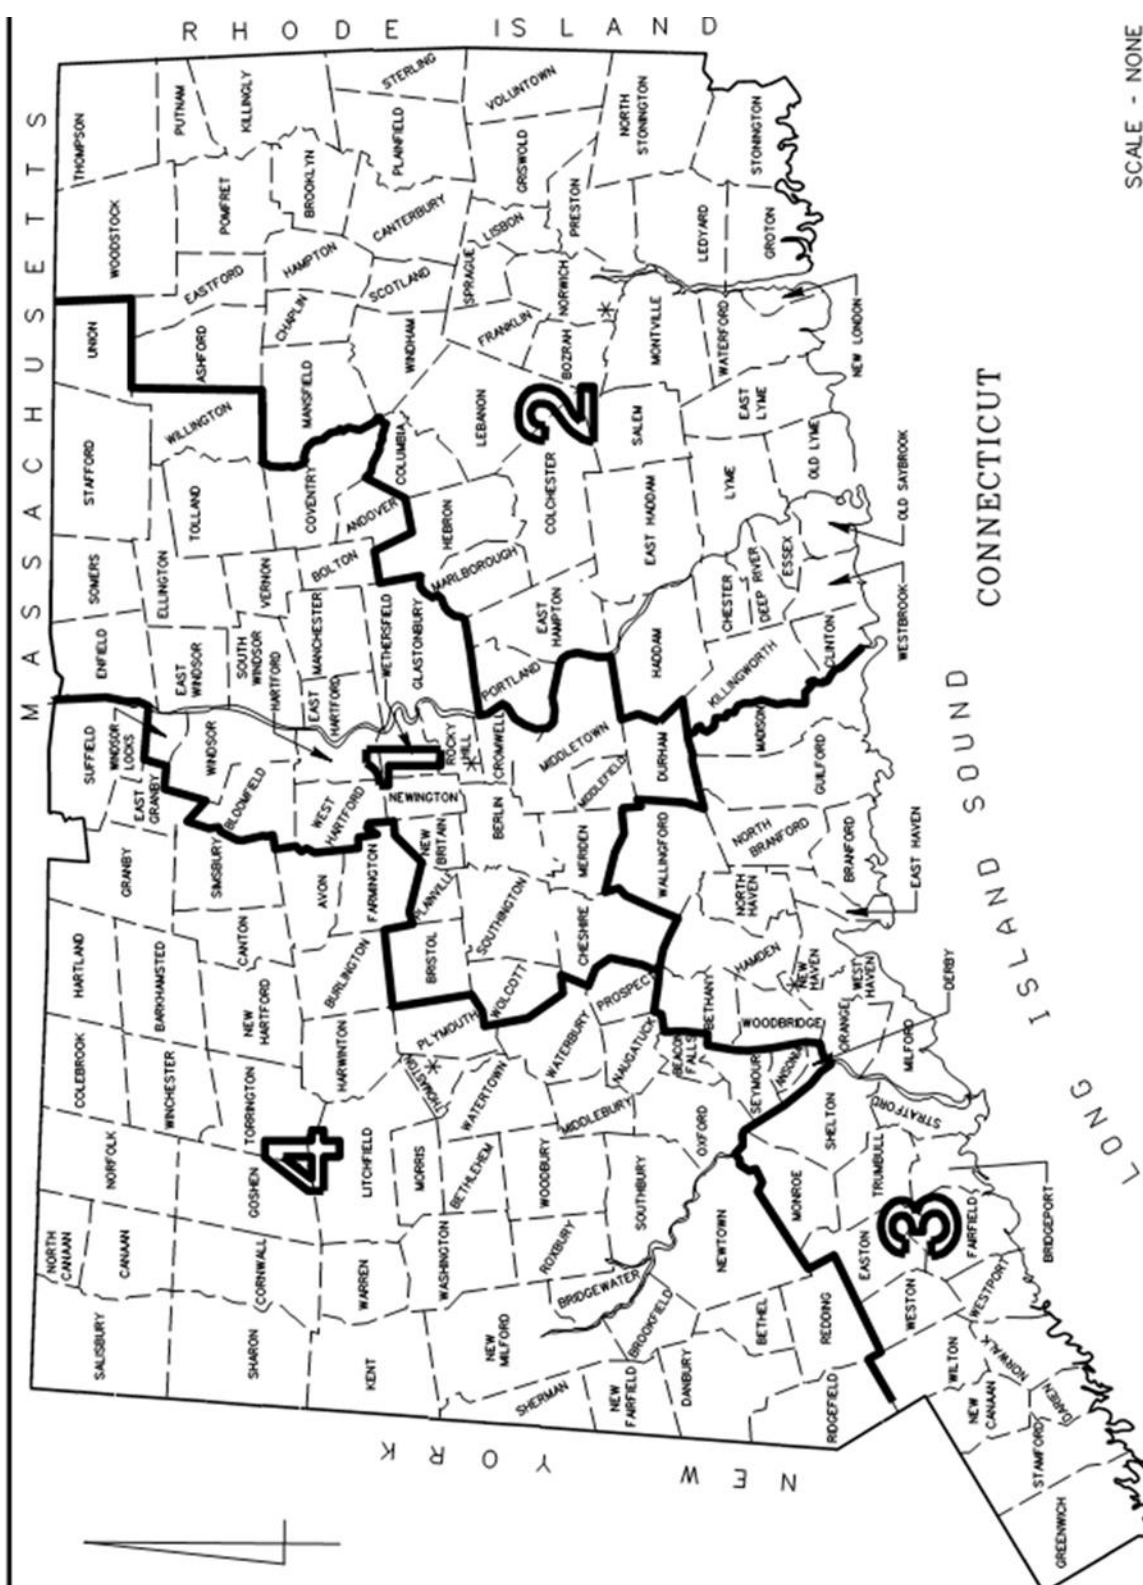 MASSACHUSETTS
RHODE ISLAND
NEW YORK
LONG ISLAND SOUND
CONNECTICUT
SCALE - NONE
1
2
3
4
THOMPSON
PUTNAM
KILLINGLY
STERLING
VOLUNTOWN
NORTH
STONINGTON
STONINGTON
WOODSTOCK
POMFRET
BROOKLYN
PLAINFIELD
GRISWOLD
PRESTON
LEDYARD
GROTON
EASTFORD
HAMPTON
CANTERBURY
LISBON
SCOTLAND
SPRAGUE
NORWICH
UNION
ASHFORD
CHAPLIN
WINDHAM
FRANKLIN
BOZRAH
MONTVILLE
WATERFORD
NEW LONDON
WILLINGTON
MANSFIELD
COLUMBIA
LEBANON
SALEM
EAST
LYME
STAFFORD
TOLLAND
COVENTRY
ANDOVER
HEBRON
COLCHESTER
EAST HADDAM
LYME
OLD LYME
OLD SAYBROOK
SOMERS
ELLINGTON
VERNON
BOLTON
MARLBOROUGH
EAST
HAMPTON
CHESTER
DEEP RIVER
ESSEX
WESTBROOK
ENFIELD
EAST
WINDSOR
SOUTH
WINDSOR
HARTFORD
MANCHESTER
EAST
HARTFORD
WETHERSFIELD
GLASTONBURY
PORTLAND
HADDAM
KILLINGWORTH
CLINTON
SUFFIELD
WINDSOR
LOCKS
WINDSOR
ROCKY
HILL
CROMWELL
MIDDLETOWN
DURHAM
MADISON
GUILFORD
EAST
GRANBY
BLOOMFIELD
WEST
HARTFORD
NEWINGTON
BERLIN
MIDDLEFIELD
GRANBY
SIMSBURY
AVON
FARMINGTON
NEW
BRITAIN
PLAINVILLE
SOUTHINGTON
MERIDEN
WALLINGFORD
NORTH
BRANFORD
BRANFORD
EAST HAVEN
HARTLAND
BARKHAMSTED
CANTON
NEW
HARTFORD
BURLINGTON
BRISTOL
WOLCOTT
CHESHIRE
PROSPECT
NORTH
HAVEN
HAMDEN
NEW
HAVEN
WEST
HAVEN
COLEBROOK
WINCHESTER
TORRINGTON
HARWINTON
PLYMOUTH
THOMASTON
WATERTOWN
WATERBURY
NAUGATUCK
BEACON
FALLS
BETHANY
WOODBRIDGE
ORANGE
MILFORD
DERBY
NORFOLK
GOSHEN
LITCHFIELD
MORRIS
BETHLEHEM
WOODBURY
MIDDLEBURY
SOUTHBURY
OXFORD
SEYMOUR
ANSONIA
SHELTON
STRATFORD
NORTH
CANAAN
CANAAN
CORNWALL
WARREN
WASHINGTON
ROXBURY
BRIDGEWATER
NEWTOWN
MONROE
TRUMBULL
EASTON
FAIRFIELD
BRIDGEPORT
SALISBURY
SHARON
KENT
NEW
MILFORD
SHERMAN
NEW
FAIRFIELD
BROOKFIELD
DANBURY
BETHEL
REDDING
RIDGEFIELD
WESTON
WESTPORT
WILTON
NORWALK
NEW
CANAAN
DARIEN
STAMFORD
GREENWICH